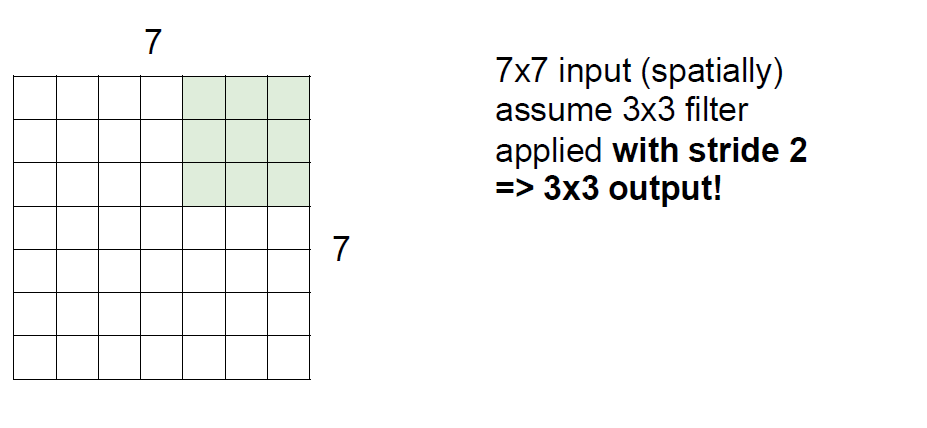 7
7x7 input (spatially)
assume 3x3 filter
applied with stride 2
=> 3x3 output!
7